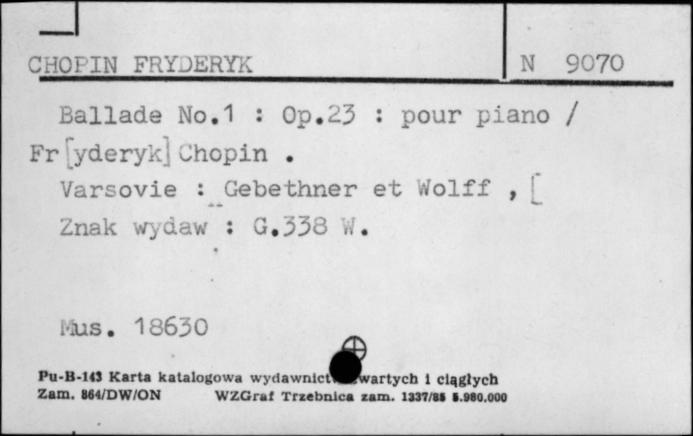 CHOPIN FRYDERYK N 9070
Ballade No.1 : Op.23 : pour piano /
Fr[yderyk] Chopin .
Varsovie : Gebethner et Wolff , [
Znak wydaw : G.338 W.
Mus. 18630
Pu-B-143 Karta katalogowa wydawnict wartych i ciągłych
Zam. 864/DW/ON WZGraf Trzebnica zam. 1337/85 5.980.000